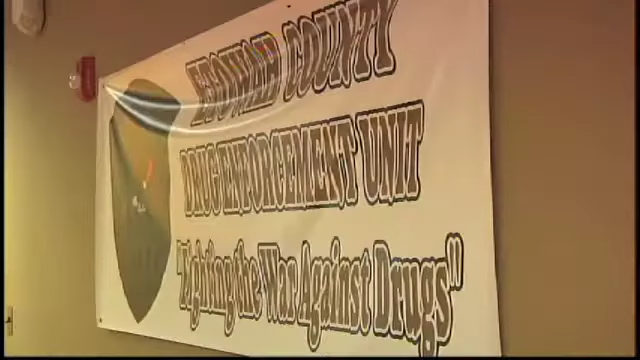 ETOWAH COUNTY
DRUG ENFORCEMENT UNIT
"Fighting the War Against Drugs"